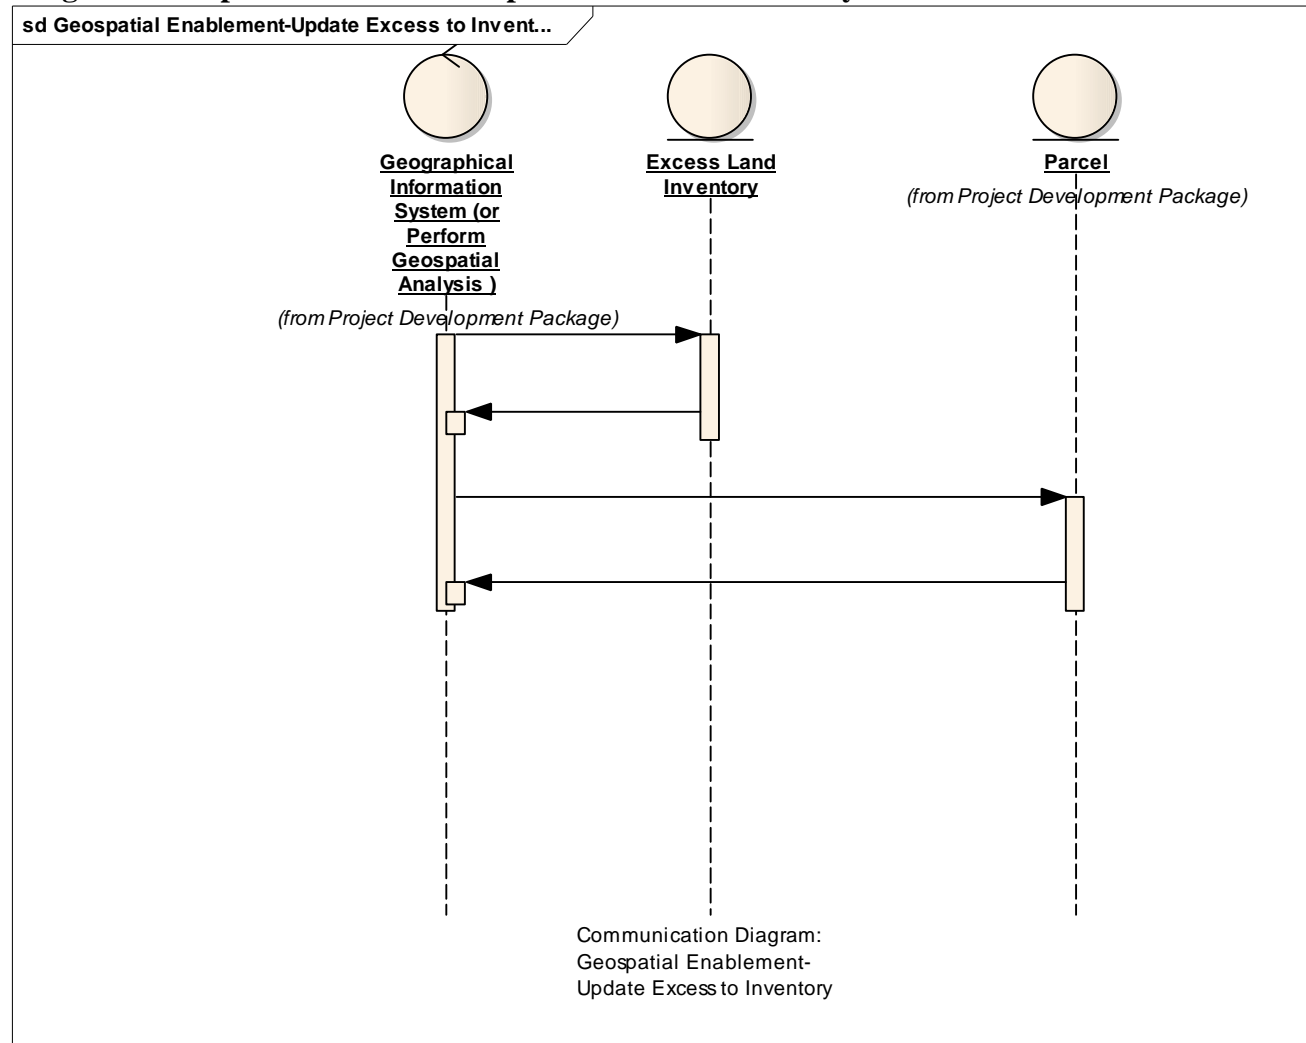 sd Geospatial Enablement-Update Excess to Invent...
Geographical
Information
System (or
Perform
Geospatial
Analysis )
(from Project Development Package)
Excess Land
Inventory
Parcel
(from Project Development Package)
Communication Diagram:
Geospatial Enablement-
Update Excess to Inventory